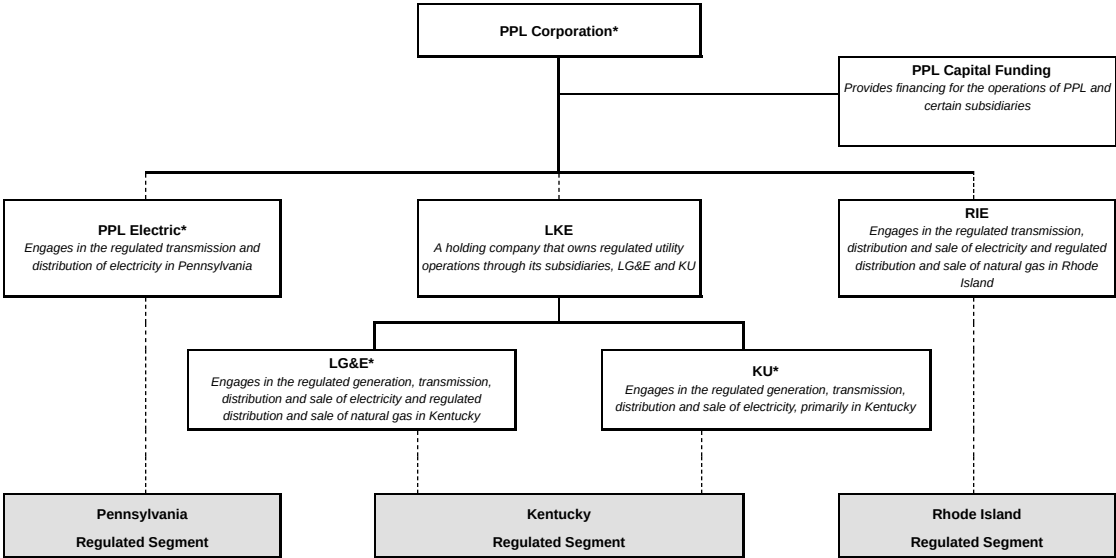 PPL Corporation*
PPL Capital Funding
Provides financing for the operations of PPL and
certain subsidiaries
PPL Electric*
Engages in the regulated transmission and
distribution of electricity in Pennsylvania
LKE
A holding company that owns regulated utility
operations through its subsidiaries, LG&E and KU
RIE
Engages in the regulated transmission,
distribution and sale of electricity and regulated
distribution and sale of natural gas in Rhode
Island
LG&E*
Engages in the regulated generation, transmission,
distribution and sale of electricity and regulated
distribution and sale of natural gas in Kentucky
KU*
Engages in the regulated generation, transmission,
distribution and sale of electricity, primarily in Kentucky
Pennsylvania
Regulated Segment
Kentucky
Regulated Segment
Rhode Island
Regulated Segment